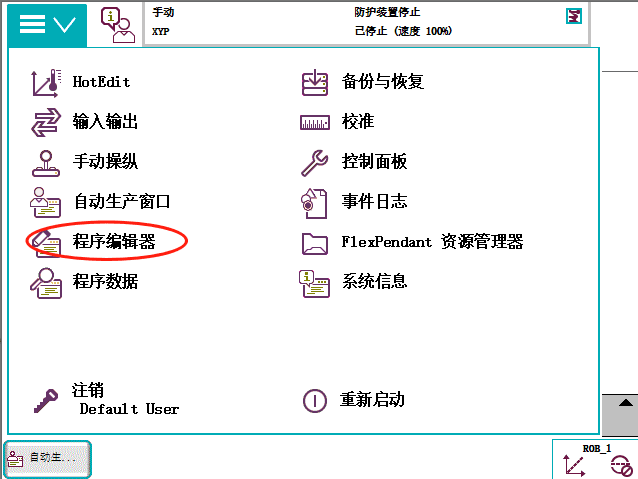 手动
防护装置停止
XYP
已停止 (速度 100%)
HotEdit
备份与恢复
输入输出
校准
手动操纵
控制面板
自动生产窗口
事件日志
程序编辑器
FlexPendant 资源管理器
程序数据
系统信息
注销
Default User
重新启动
自动生...
ROB_1